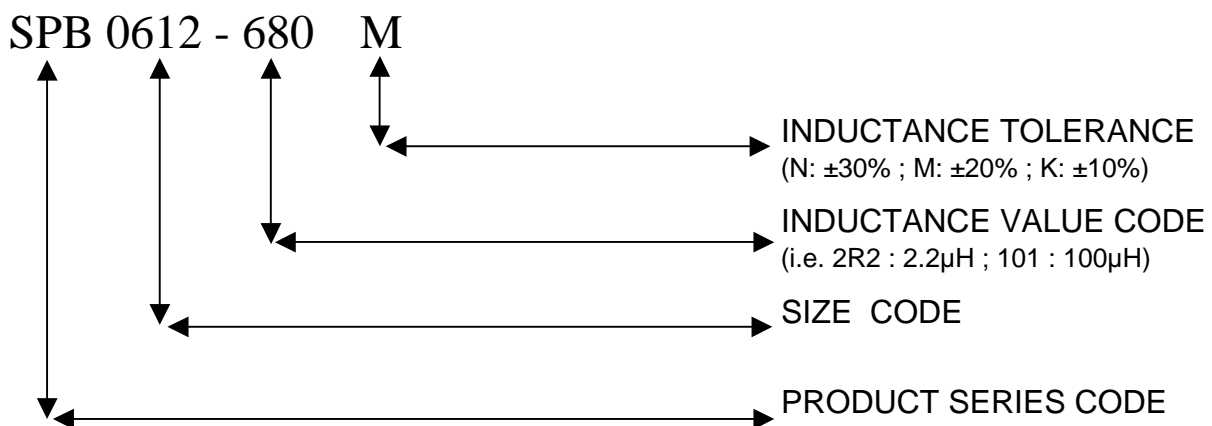 SPB 0612 - 680 M
INDUCTANCE TOLERANCE
(N: ±30% ; M: ±20% ; K: ±10%)
INDUCTANCE VALUE CODE
(i.e. 2R2 : 2.2µH ; 101 : 100µH)
SIZE CODE
PRODUCT SERIES CODE